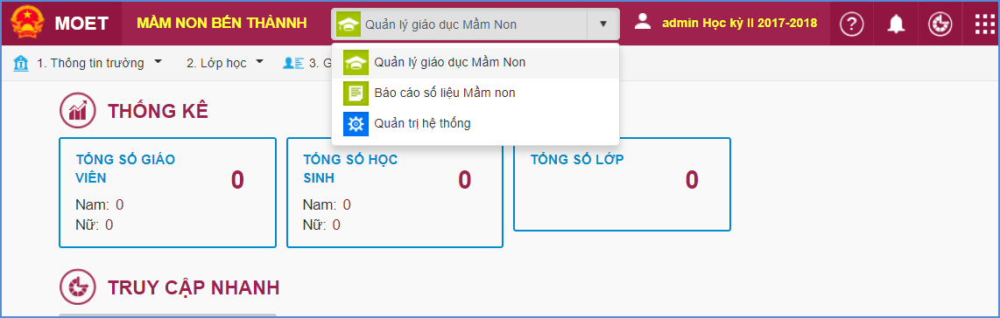 MOET
MẦM NON BẾN THÀNNH
Quản lý giáo dục Mầm Non
admin Học kỳ II 2017-2018
1. Thông tin trường
2. Lớp học
3. G
Quản lý giáo dục Mầm Non
Báo cáo số liệu Mầm non
Quản trị hệ thống
THỐNG KÊ
TỔNG SỐ GIÁO
VIÊN
0
Nam: 0
Nữ: 0
TỔNG SỐ HỌC
SINH
0
Nam: 0
Nữ: 0
TỔNG SỐ LỚP
0
TRUY CẬP NHANH